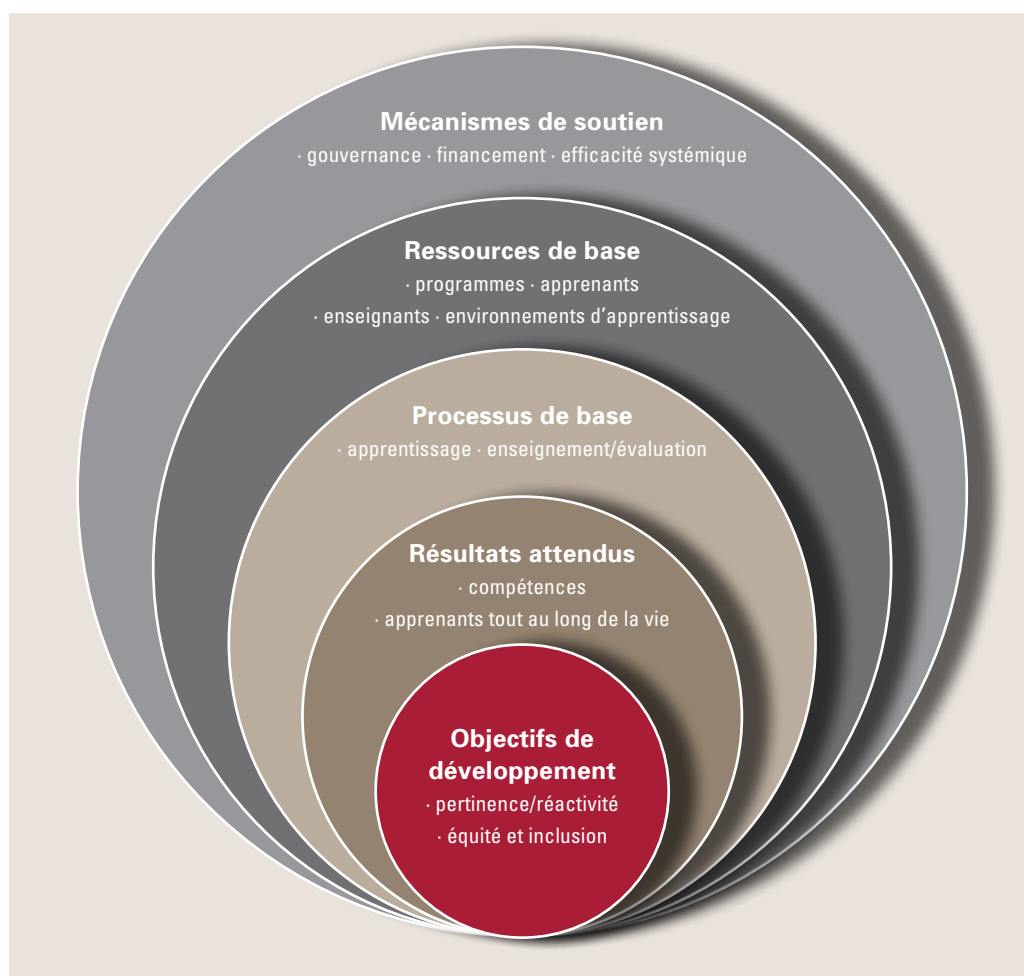 Mécanismes de soutien
· gouvernance · financement · efficacité systémique
Ressources de base
· programmes · apprenants
· enseignants · environnements d’apprentissage
Processus de base
· apprentissage · enseignement/évaluation
Résultats attendus
· compétences
· apprenants tout au long de la vie
Objectifs de
développement
· pertinence/réactivité
· équité et inclusion